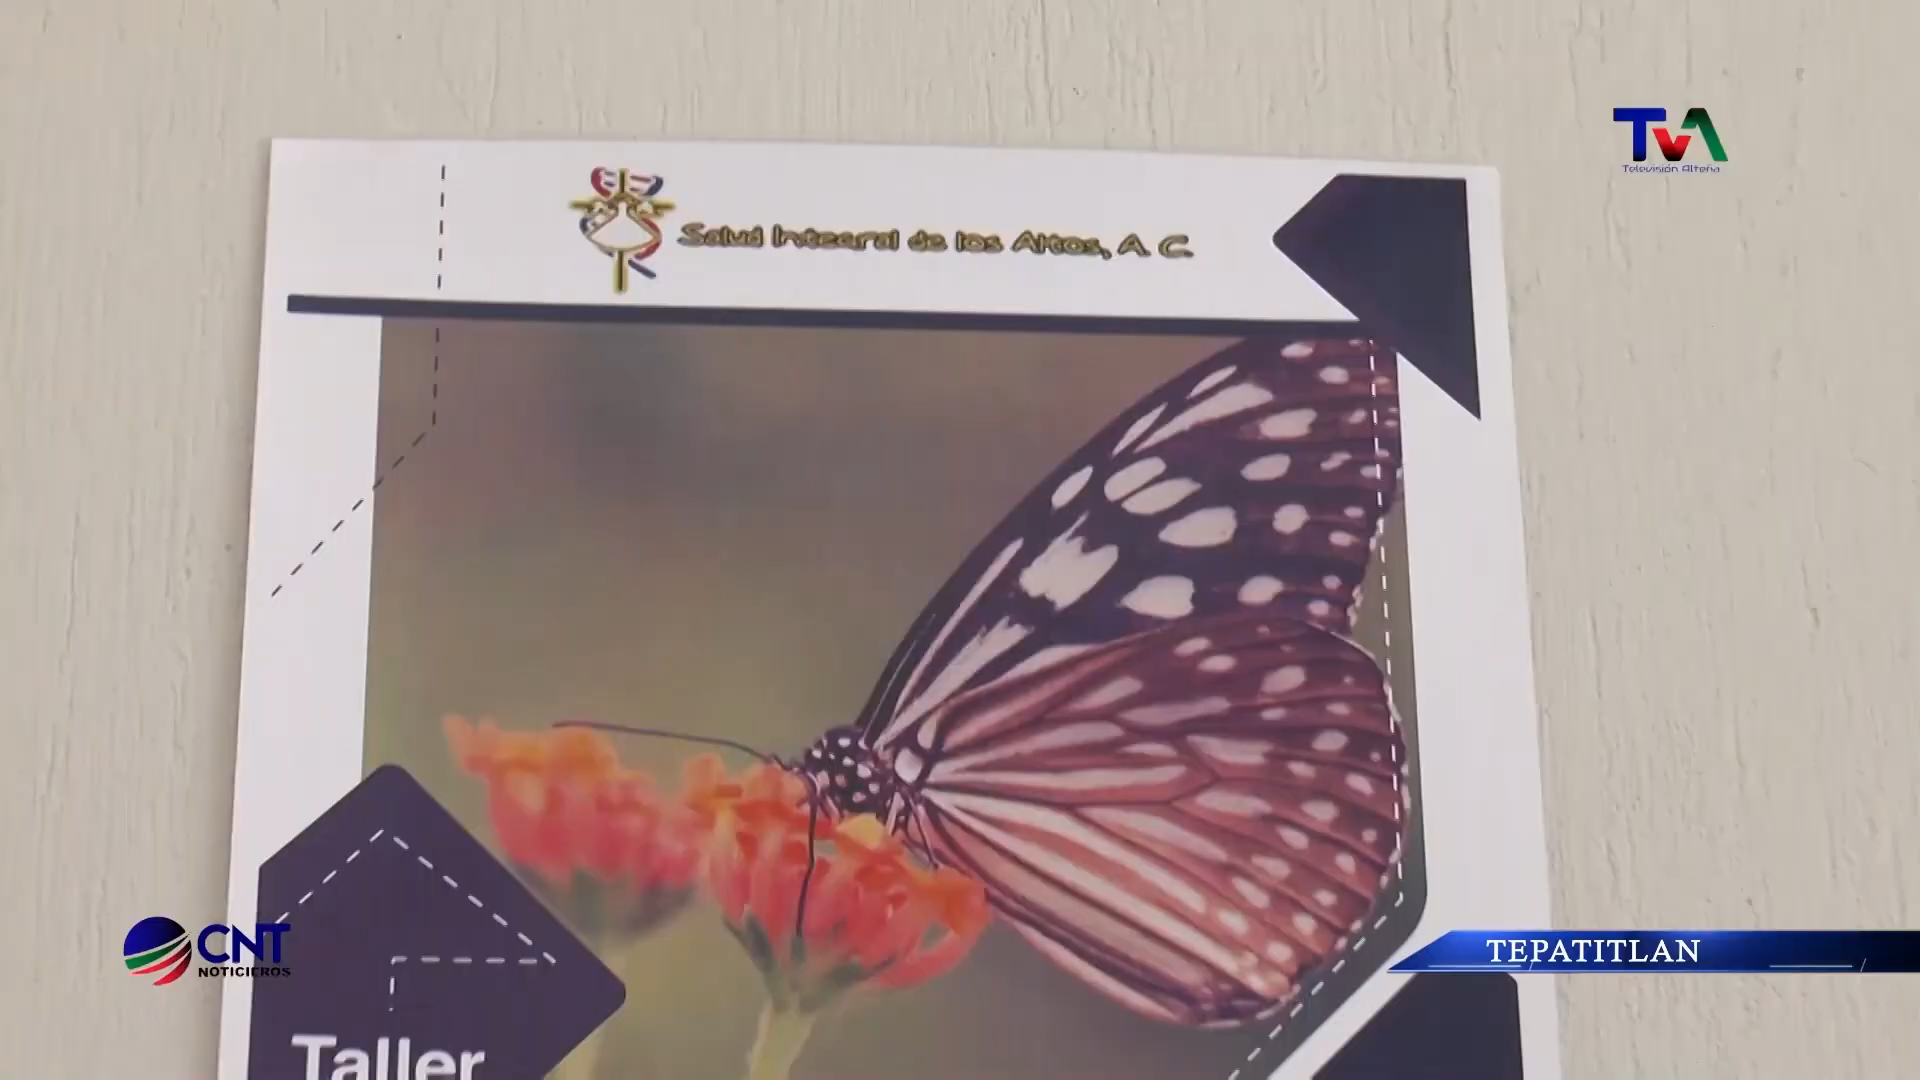 TVA
Televisión Alteña
Salud Integral de los Altos, A. C.
CNT
NOTICIEROS
TEPATITLAN
Taller